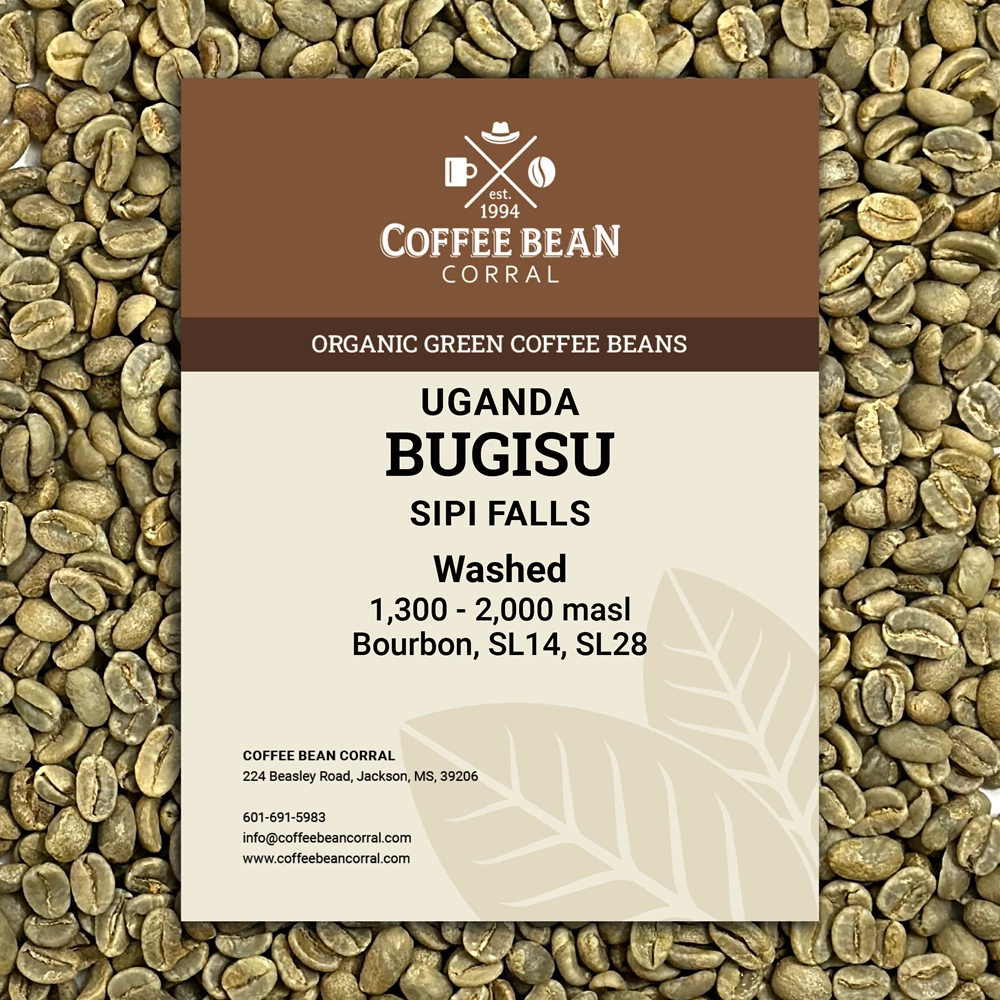 est.
1994
COFFEE BEAN
CORRAL
ORGANIC GREEN COFFEE BEANS
UGANDA
BUGISU
SIPI FALLS
Washed
1,300 - 2,000 masl
Bourbon, SL14, SL28
COFFEE BEAN CORRAL
224 Beasley Road, Jackson, MS, 39206
601-691-5983
info@coffeebeancorral.com
www.coffeebeancorral.com